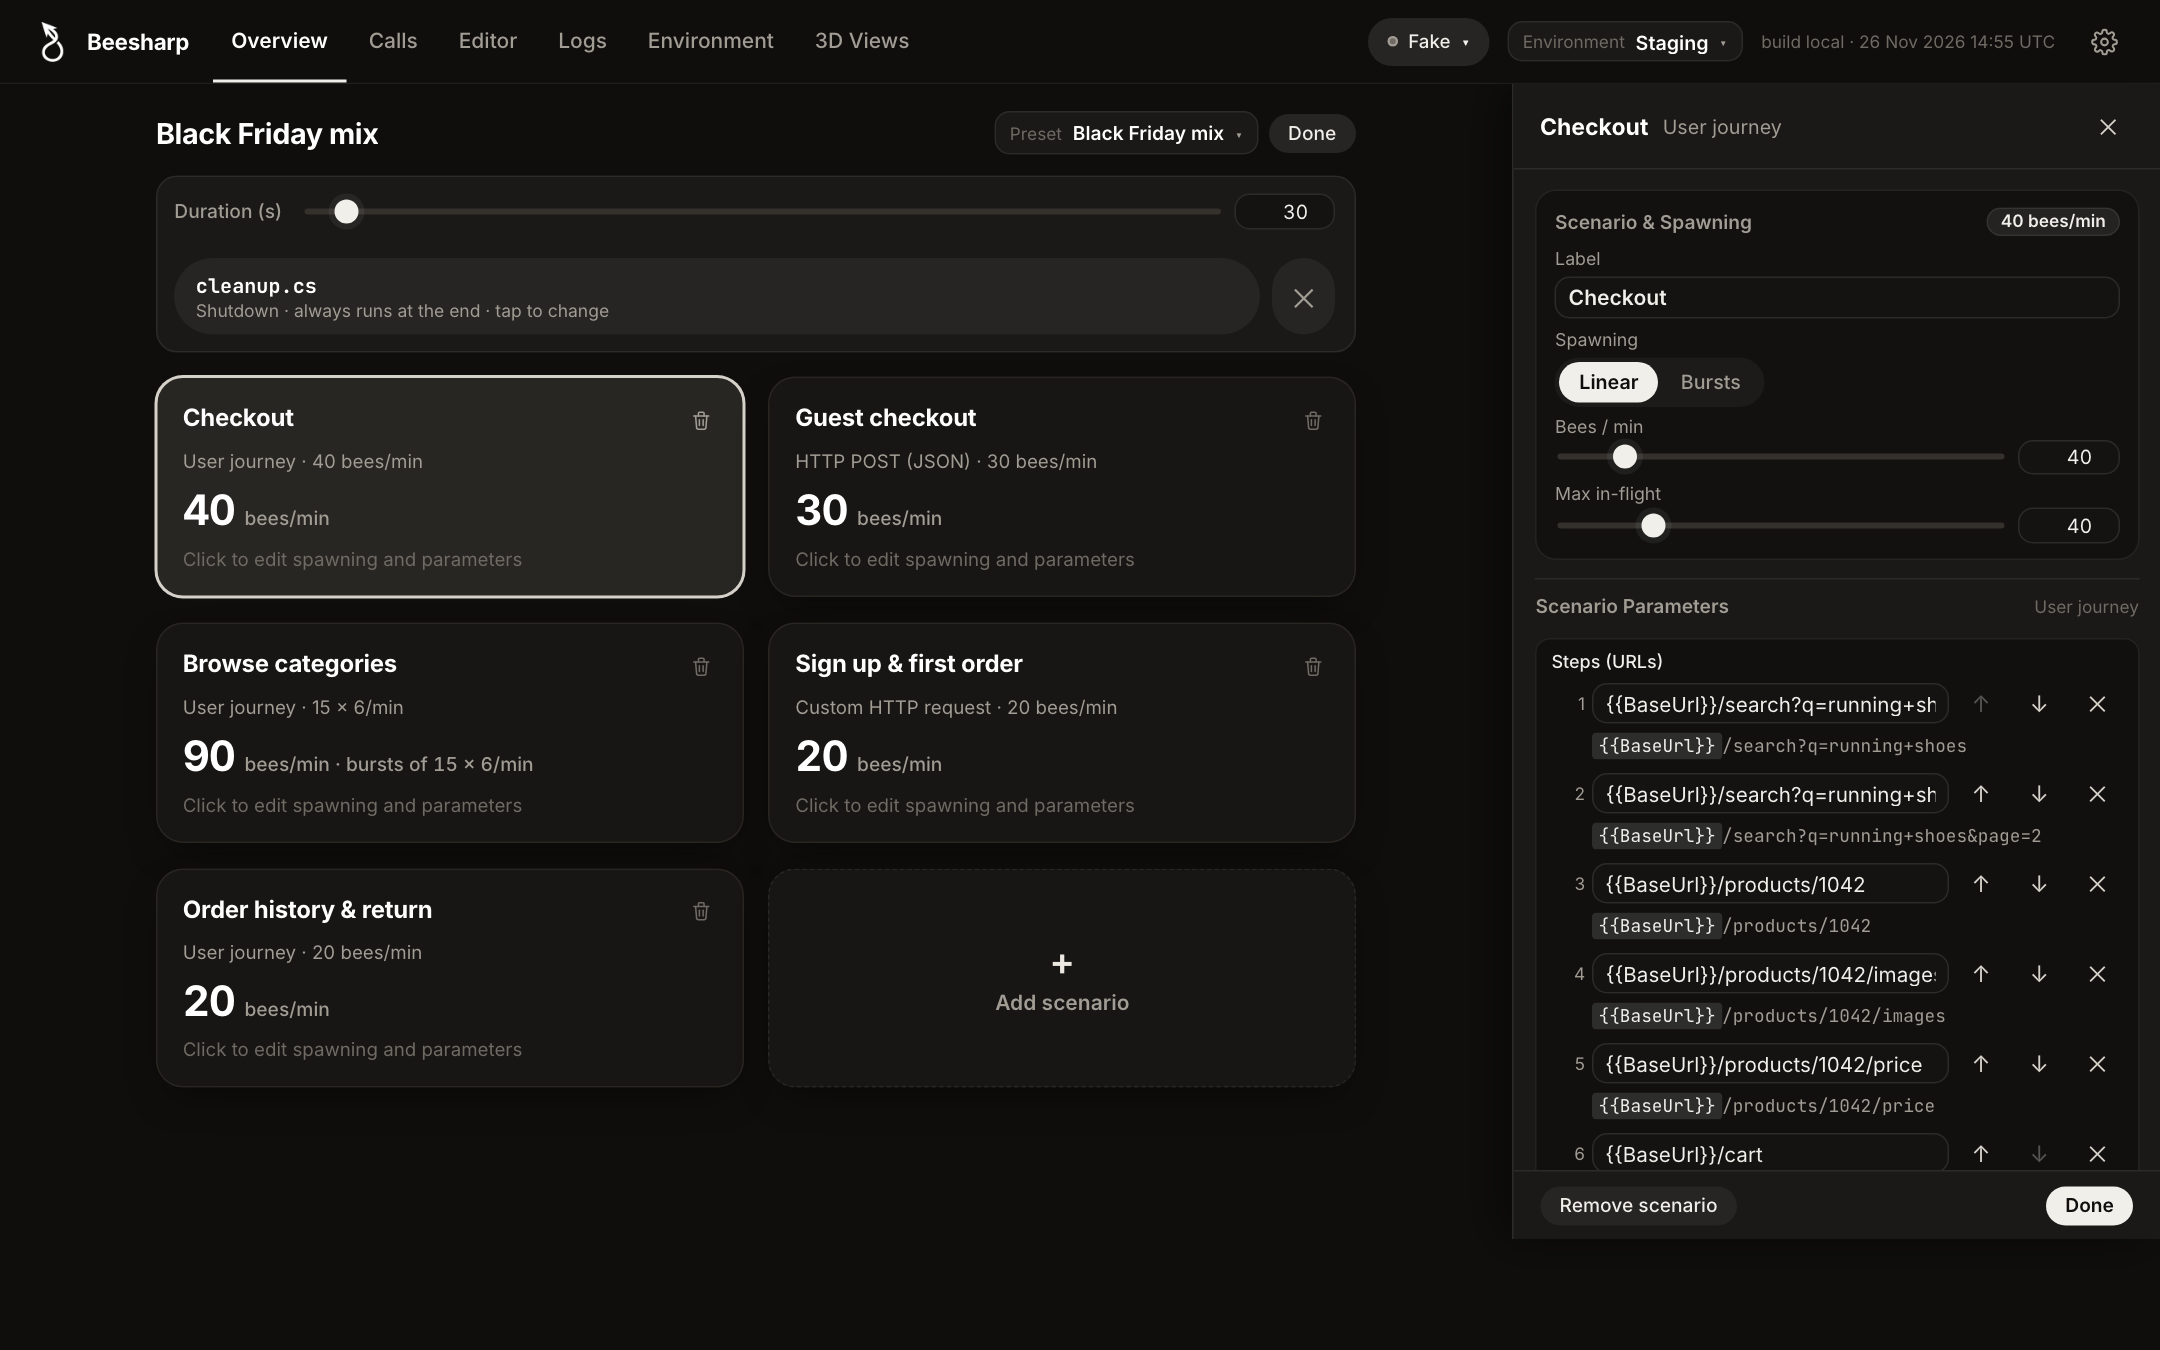 Beesharp
Overview
Calls
Editor
Logs
Environment
3D Views
Fake
Environment Staging
build local · 26 Nov 2026 14:55 UTC
Black Friday mix
Preset Black Friday mix
Done
Duration (s)
30
cleanup.cs
Shutdown · always runs at the end · tap to change
Checkout
User journey · 40 bees/min
40 bees/min
Click to edit spawning and parameters
Guest checkout
HTTP POST (JSON) · 30 bees/min
30 bees/min
Click to edit spawning and parameters
Browse categories
User journey · 15 × 6/min
90 bees/min · bursts of 15 × 6/min
Click to edit spawning and parameters
Sign up & first order
Custom HTTP request · 20 bees/min
20 bees/min
Click to edit spawning and parameters
Order history & return
User journey · 20 bees/min
20 bees/min
Click to edit spawning and parameters
+
Add scenario
Checkout User journey
Scenario & Spawning
40 bees/min
Label
Checkout
Spawning
Linear
Bursts
Bees / min
40
Max in-flight
40
Scenario Parameters
User journey
Steps (URLs)
1 {{BaseUrl}}/search?q=running+sh
{{BaseUrl}}/search?q=running+shoes
2 {{BaseUrl}}/search?q=running+sh
{{BaseUrl}}/search?q=running+shoes&page=2
3 {{BaseUrl}}/products/1042
{{BaseUrl}}/products/1042
4 {{BaseUrl}}/products/1042/images
{{BaseUrl}}/products/1042/images
5 {{BaseUrl}}/products/1042/price
{{BaseUrl}}/products/1042/price
6 {{BaseUrl}}/cart
Remove scenario
Done